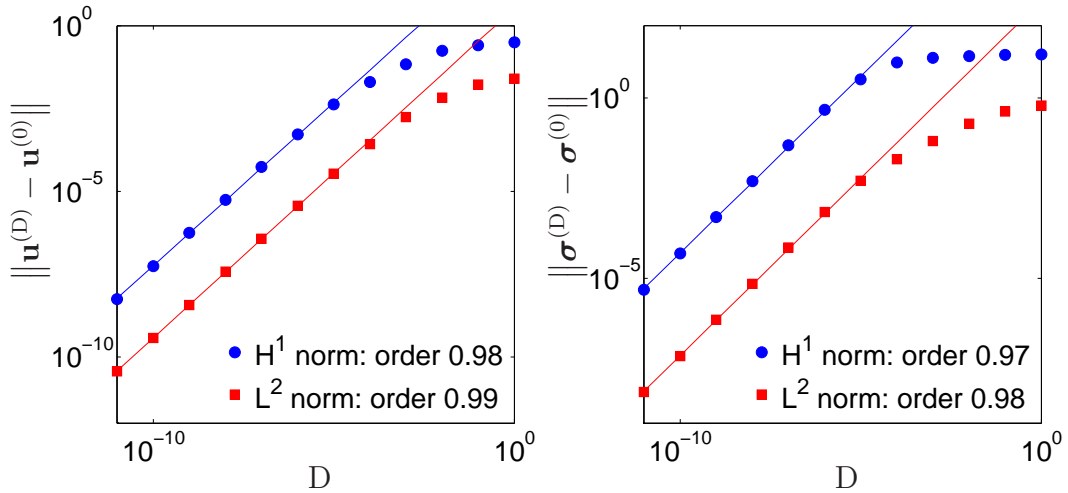 ‖u^(D) − u^(0)‖
10^0
10^−5
10^−10
H^1 norm: order 0.98
L^2 norm: order 0.99
10^−10
10^0
D
‖σ^(D) − σ^(0)‖
10^0
10^−5
H^1 norm: order 0.97
L^2 norm: order 0.98
10^−10
10^0
D